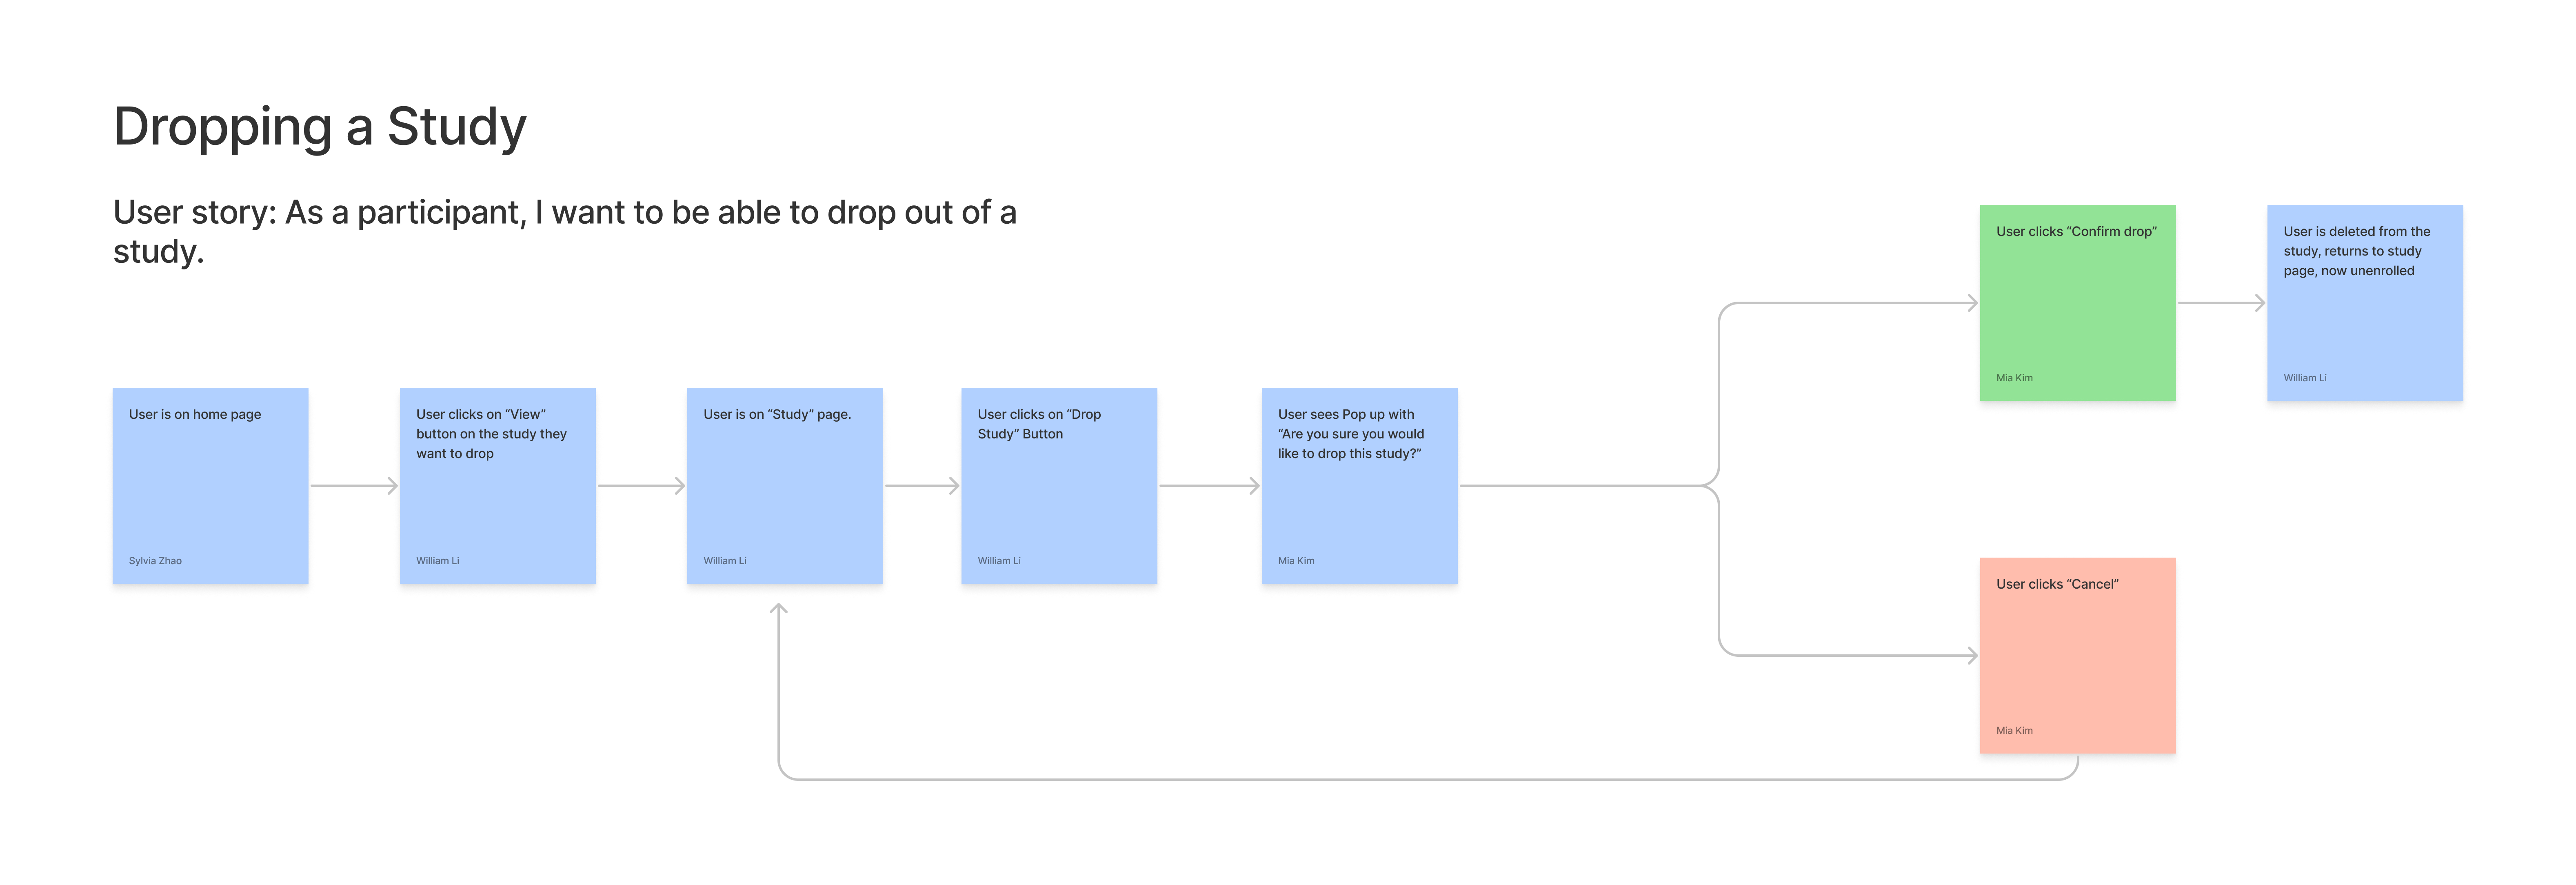 Dropping a Study
User story: As a participant, I want to be able to drop out of a
study.
User is on home page
Sylvia Zhao
User clicks on “View”
button on the study they
want to drop
William Li
User is on “Study” page.
William Li
User clicks on “Drop
Study” Button
William Li
User sees Pop up with
“Are you sure you would
like to drop this study?”
Mia Kim
User clicks “Confirm drop”
Mia Kim
User is deleted from the
study, returns to study
page, now unenrolled
William Li
User clicks “Cancel”
Mia Kim